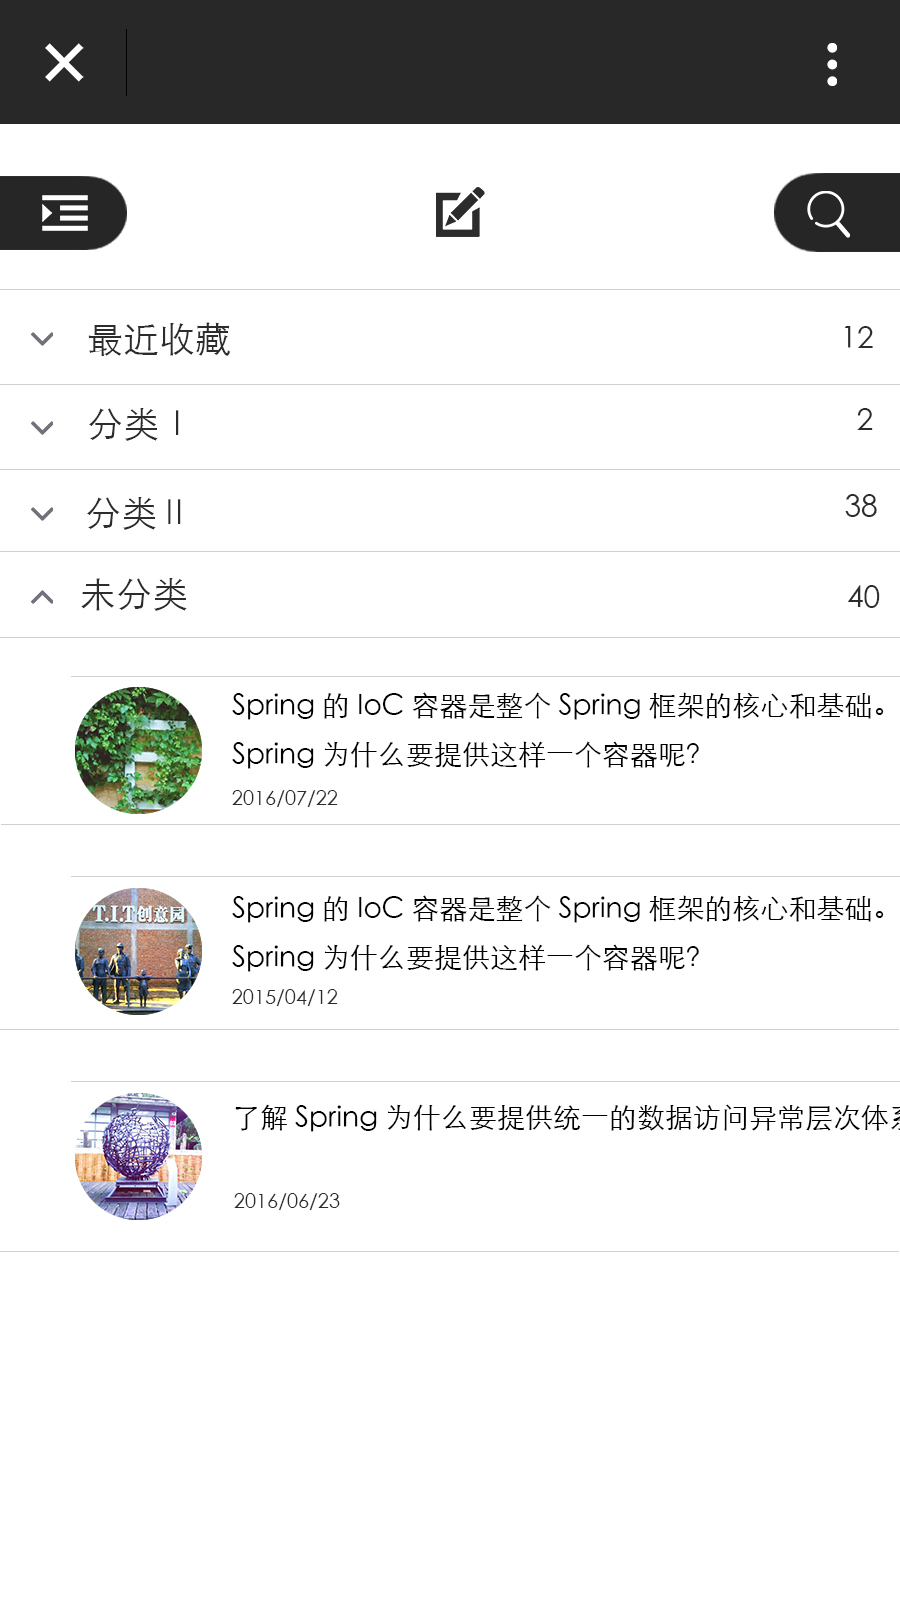 最近收藏 12
分类 I 2
分类 II 38
未分类 40
Spring 的 IoC 容器是整个 Spring 框架的核心和基础。
Spring 为什么要提供这样一个容器呢?
2016/07/22
T.I.T创意园
Spring 的 IoC 容器是整个 Spring 框架的核心和基础。
Spring 为什么要提供这样一个容器呢?
2015/04/12
了解 Spring 为什么要提供统一的数据访问异常层次体系
2016/06/23